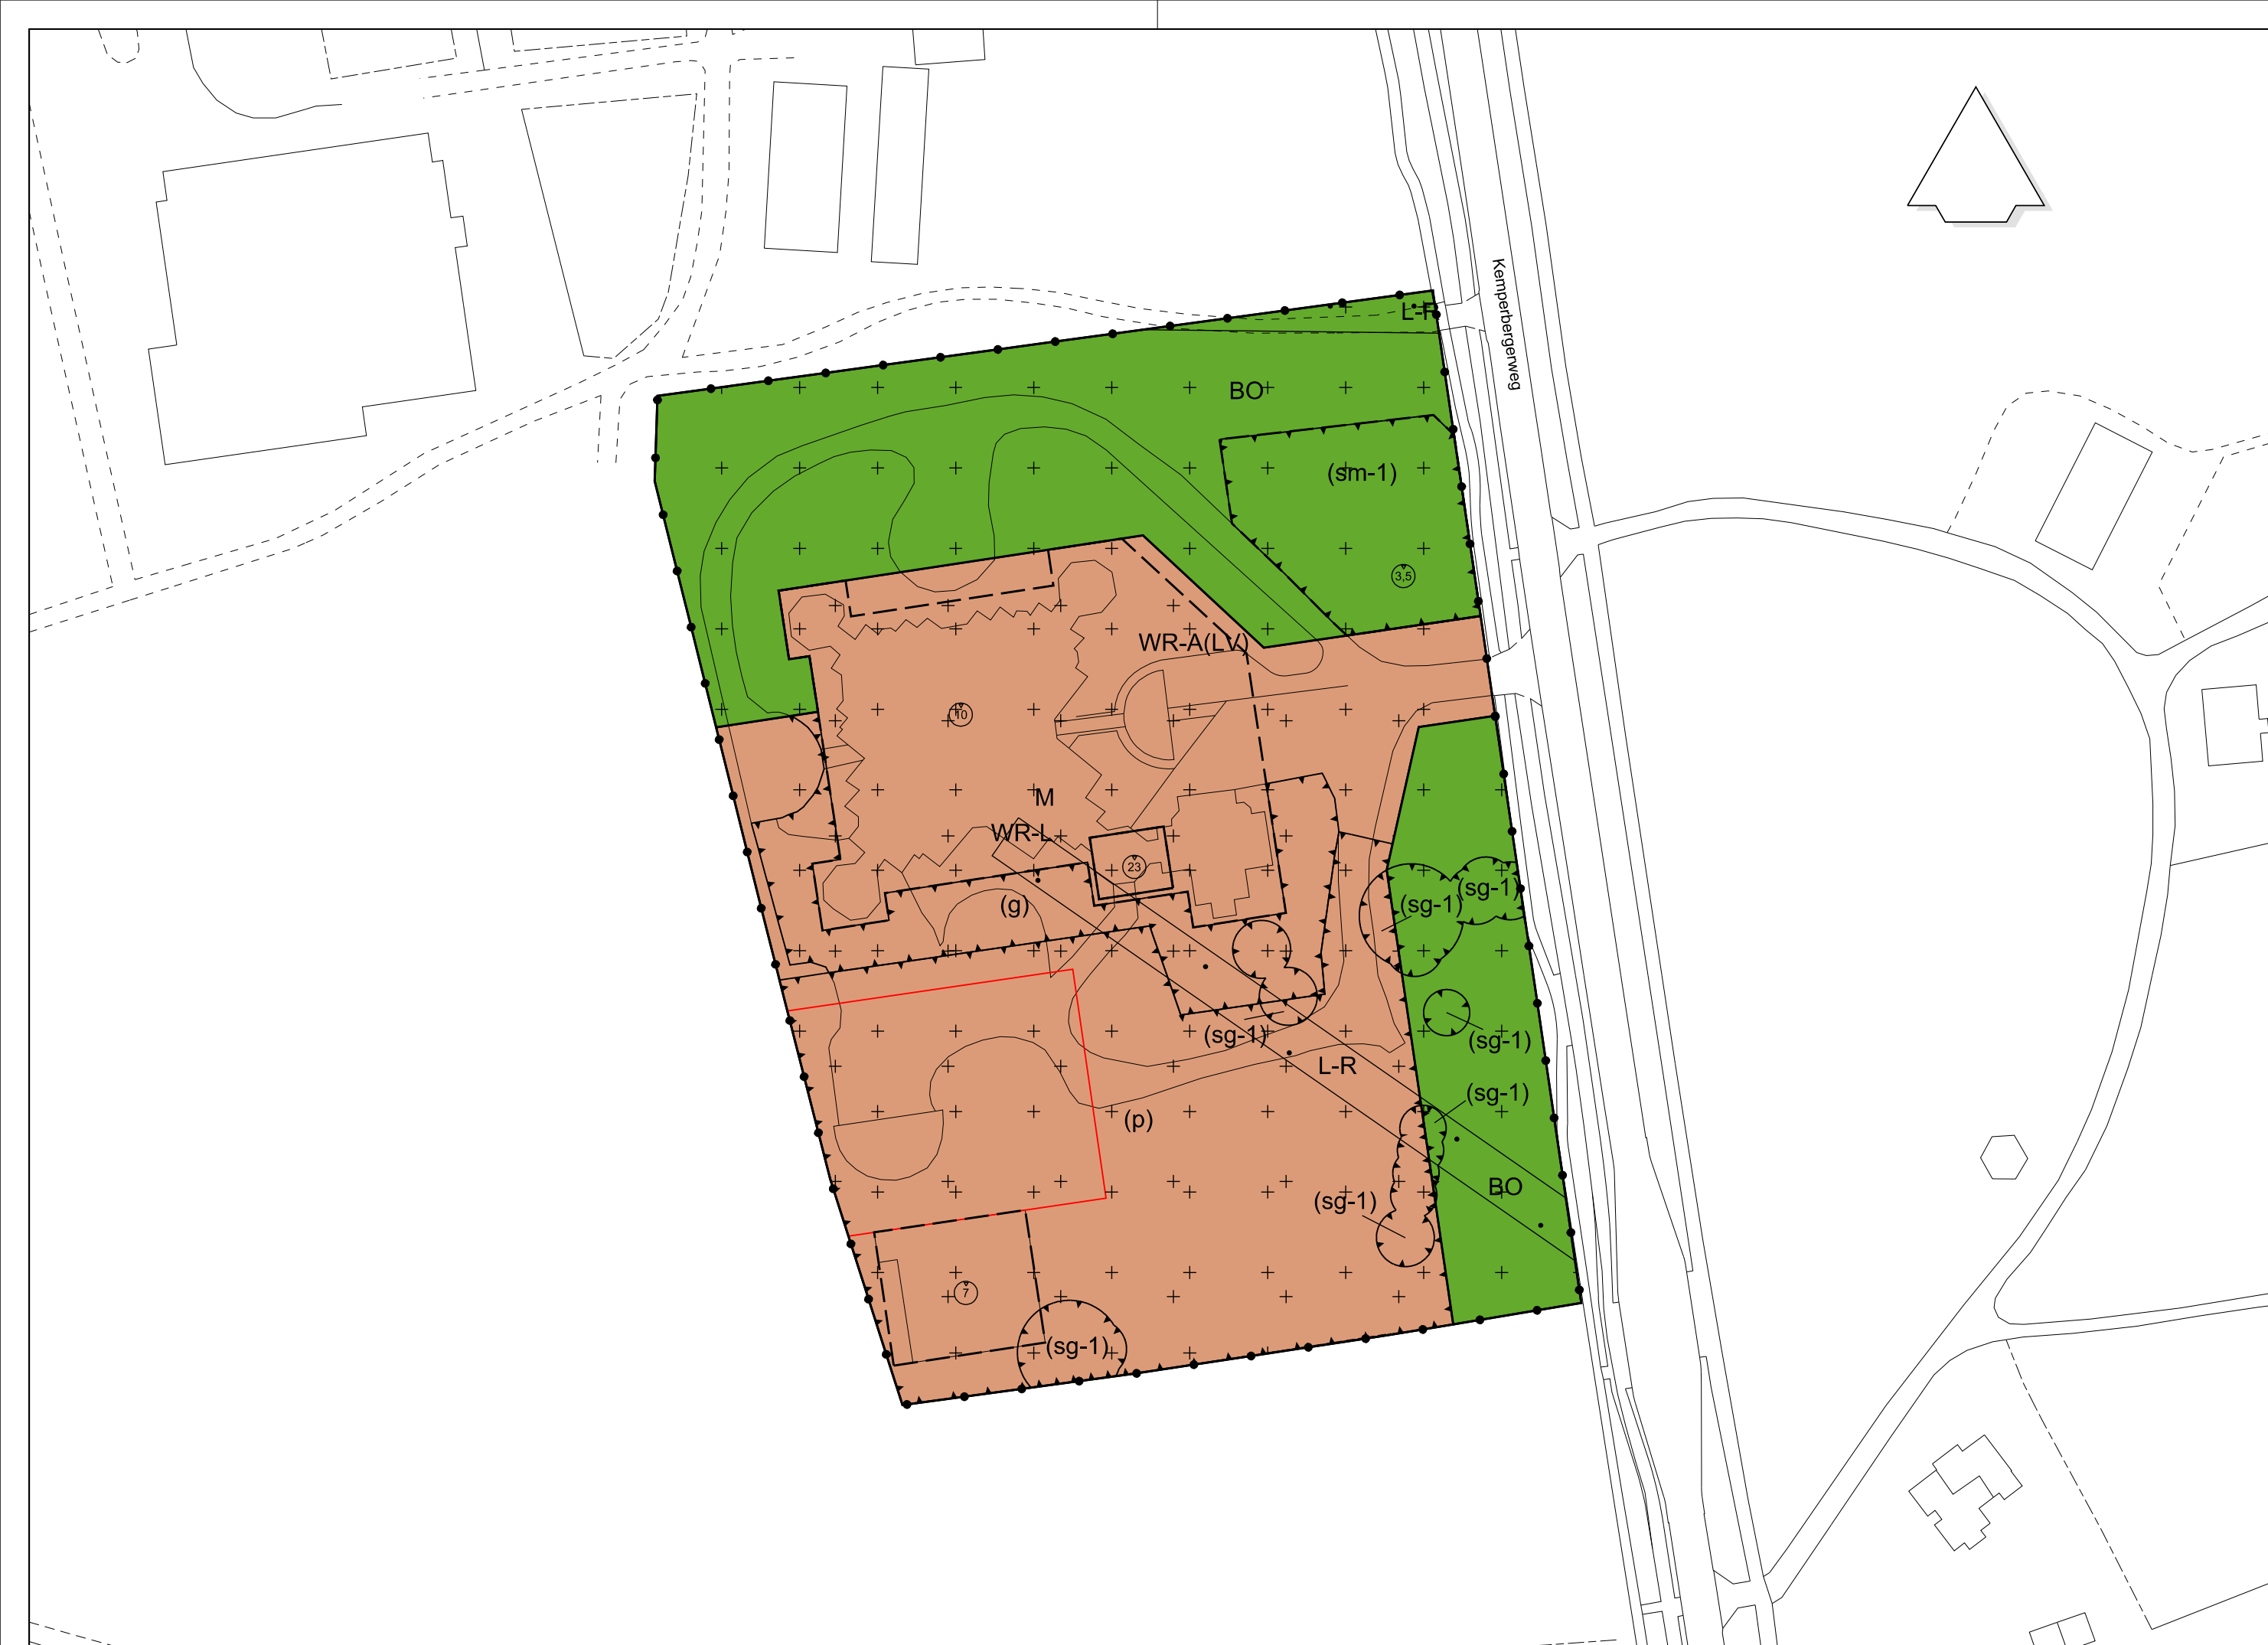 L-R
Kemperbergerweg
BO
(sm-1)
3,5
WR-A(LV)
10
M
WR-L
23
(g)
(sg-1)
(sg-1)
(sg-1)
(sg-1)
L-R
(sg-1)
(p)
BO
(sg-1)
7
(sg-1)